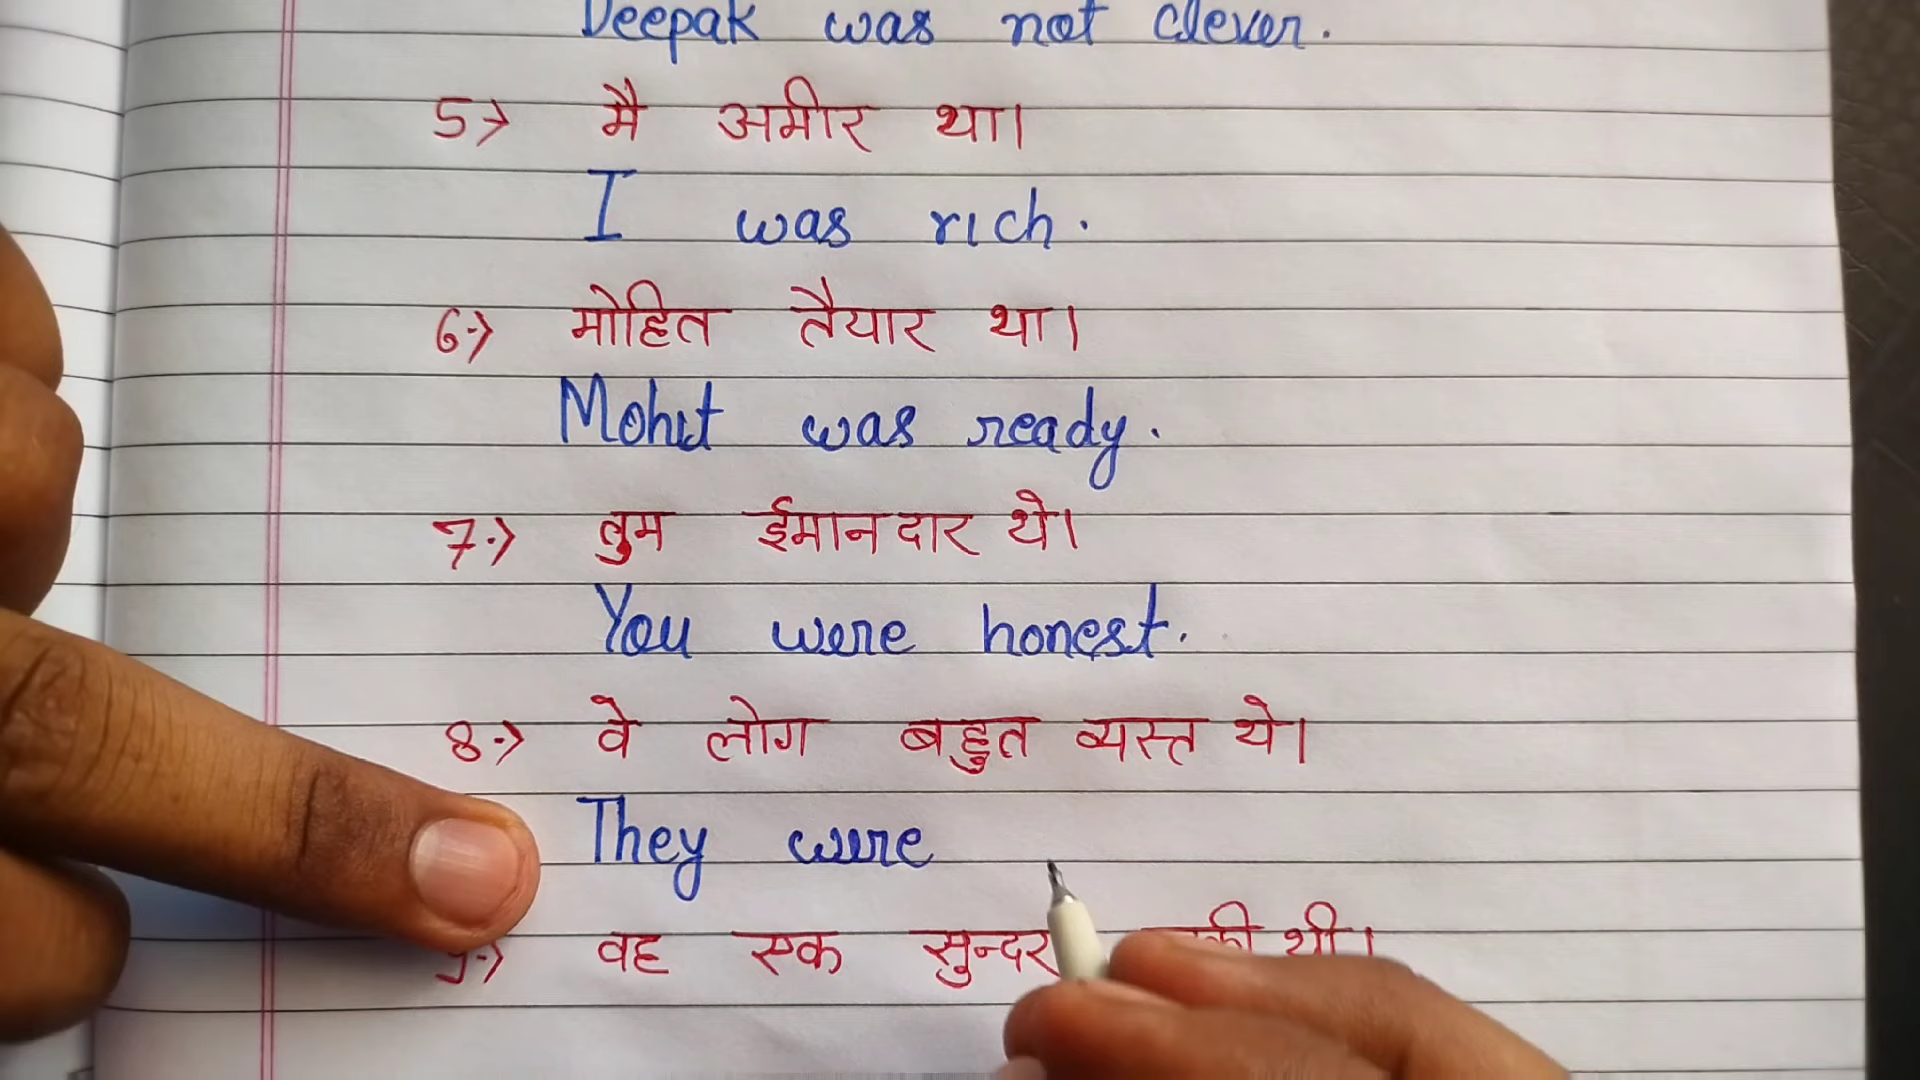 Deepak was not clever.
5→ मै अमीर था।
I was rich.
6→ मोहित तैयार था।
Mohit was ready.
7→ तुम ईमानदार थे।
You were honest.
8→ वे लोग बहुत व्यस्त थे।
They were
9→ वह एक सुन्दर थी।